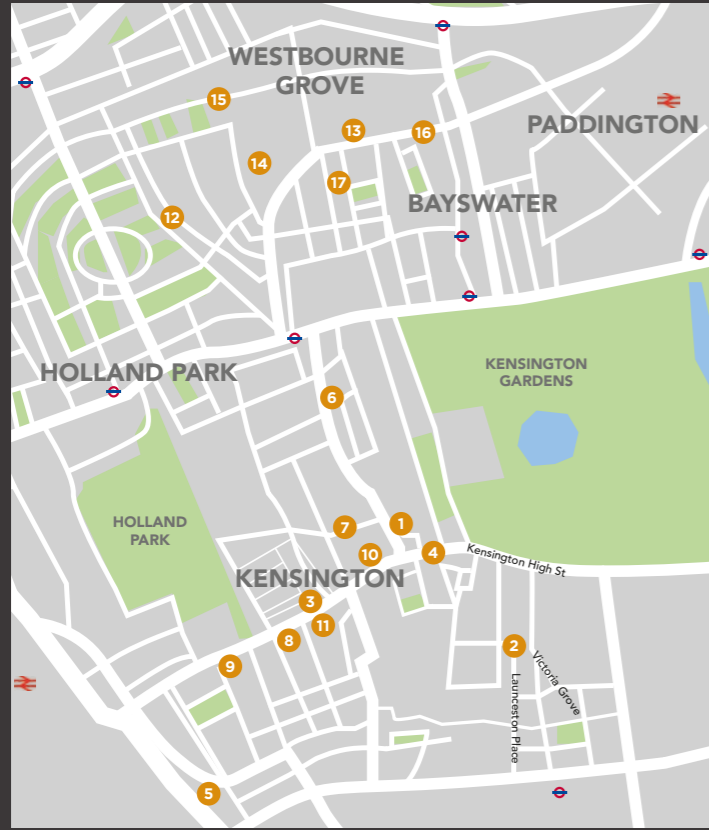 WESTBOURNE
GROVE
15
13
16
PADDINGTON
14
17
BAYSWATER
12
HOLLAND PARK
KENSINGTON
GARDENS
6
HOLLAND
PARK
7
1
10
4
Kensington High St
KENSINGTON
3
11
8
2
9
Victoria Grove
Launceston Place
5